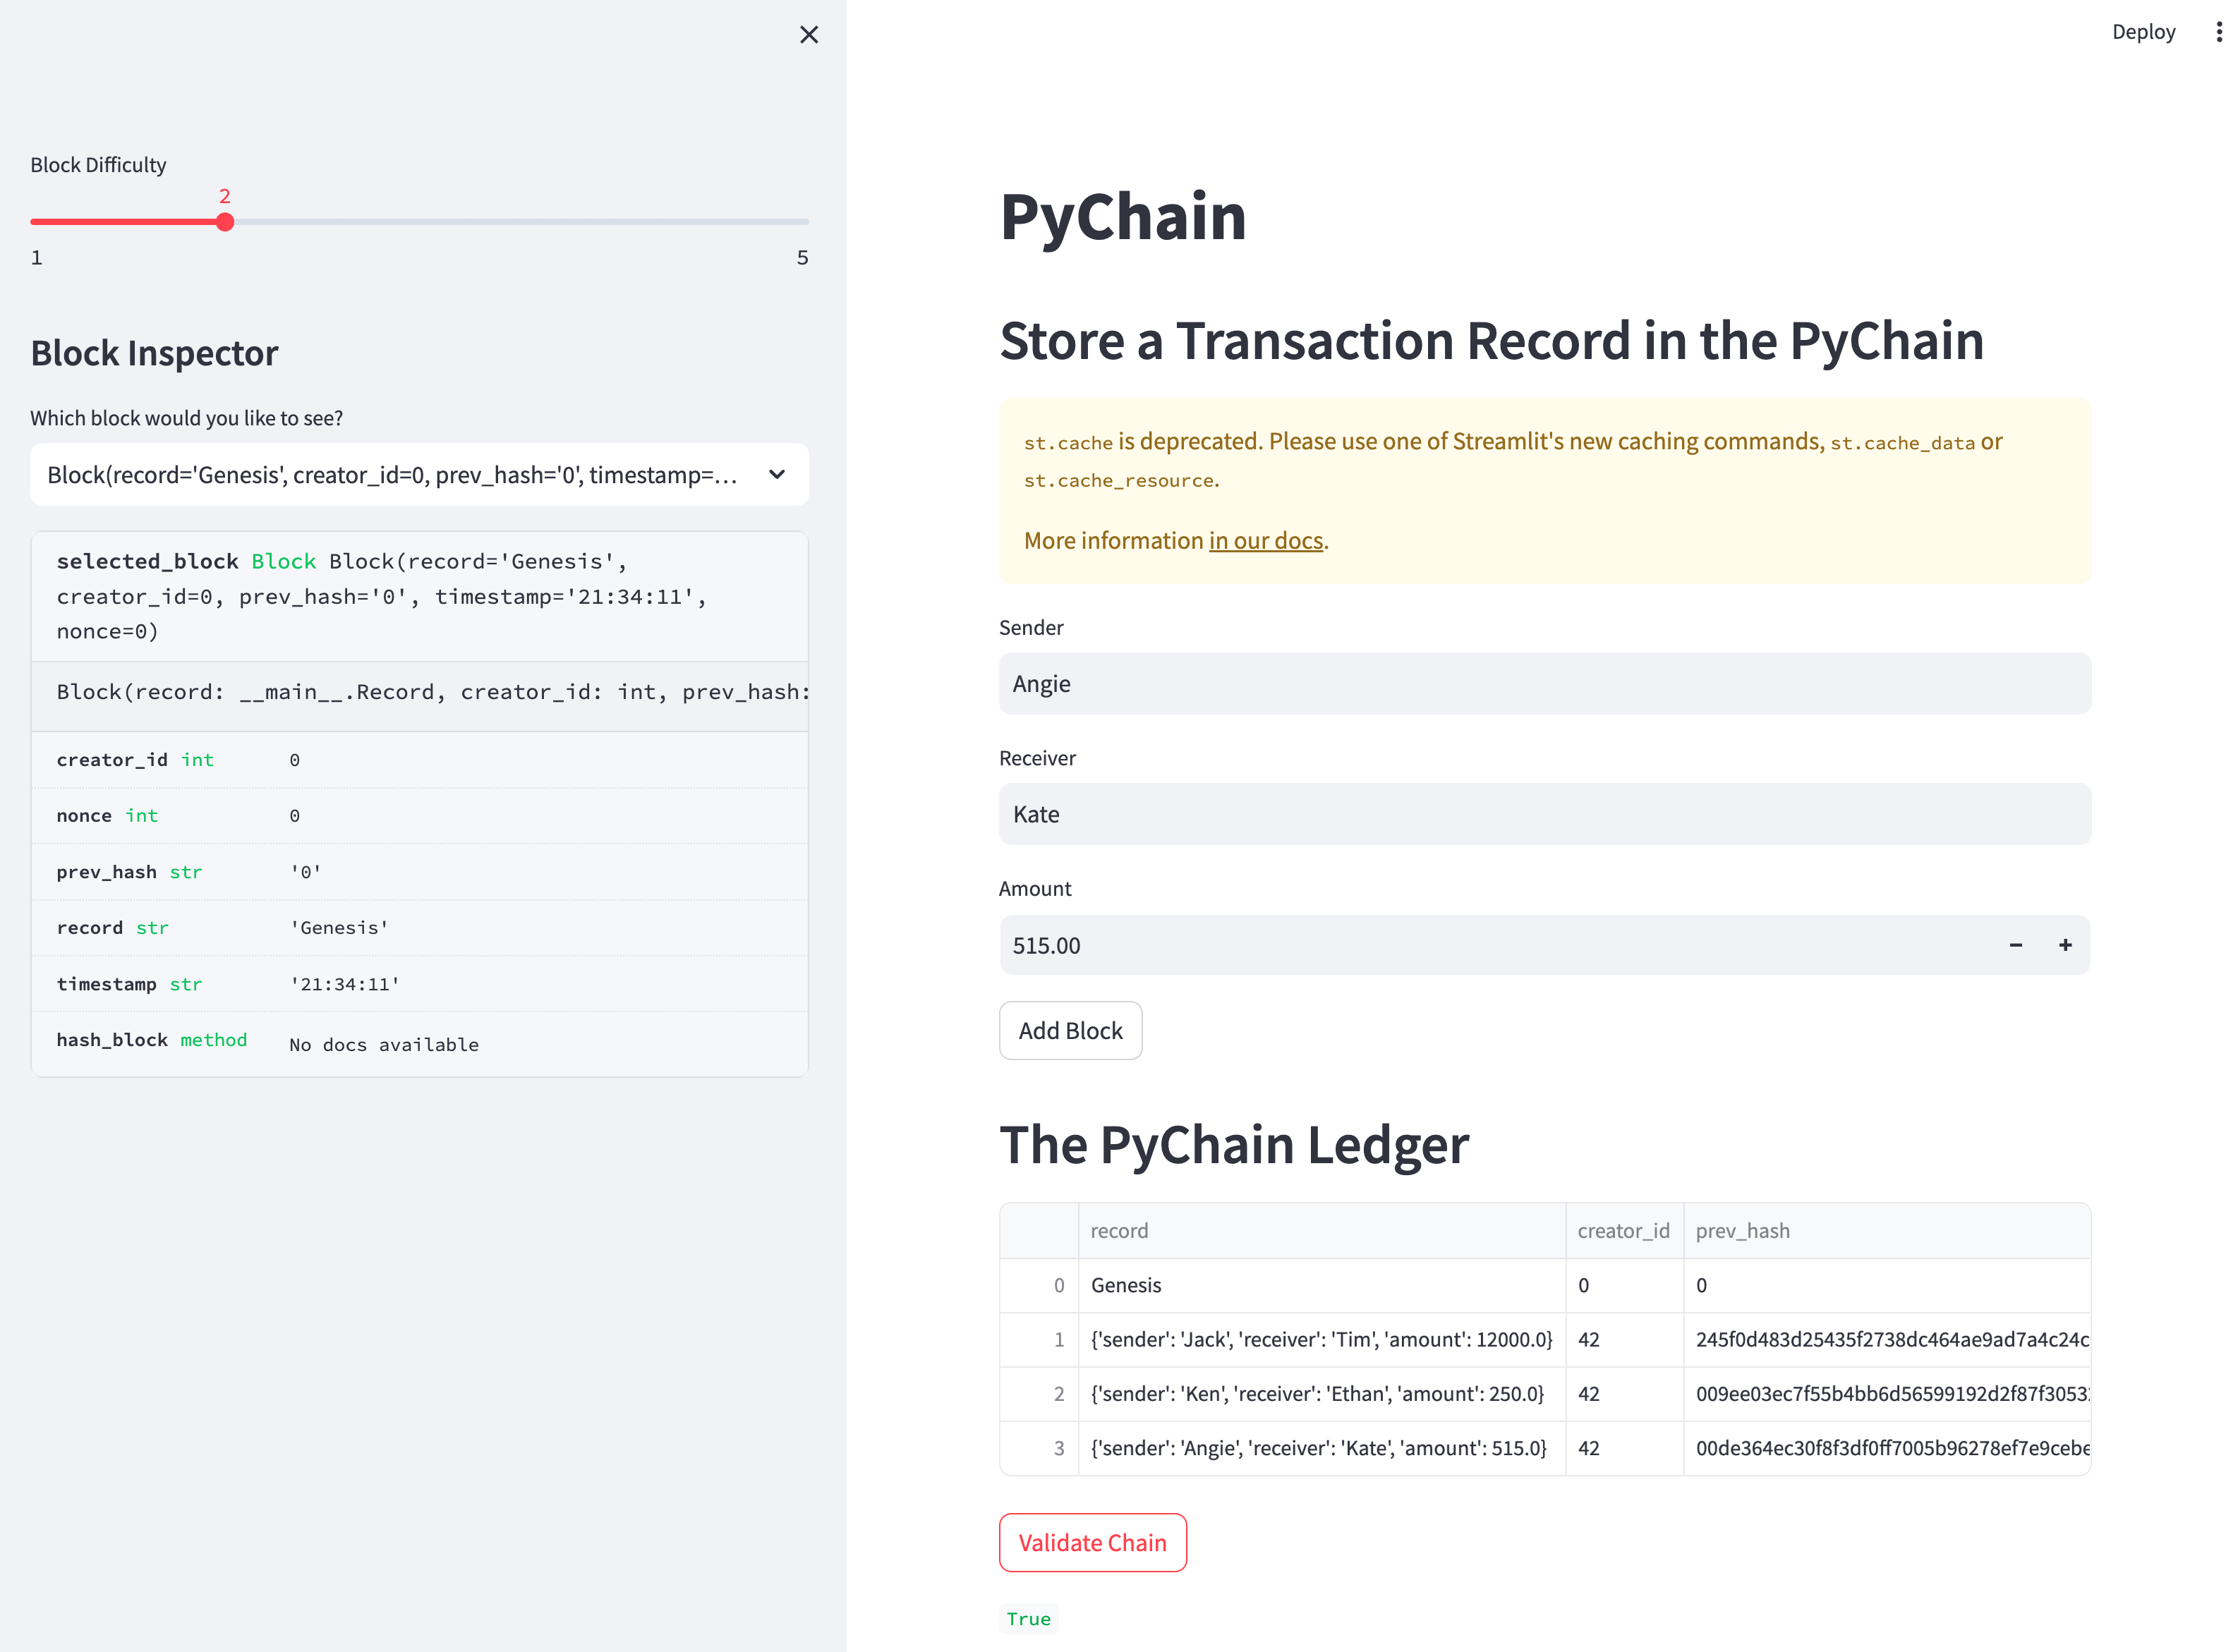 Deploy
Block Difficulty
2
1
5
Block Inspector
Which block would you like to see?
Block(record='Genesis', creator_id=0, prev_hash='0', timestamp=...
selected_block Block Block(record='Genesis',
creator_id=0, prev_hash='0', timestamp='21:34:11',
nonce=0)
Block(record: __main__.Record, creator_id: int, prev_hash:
creator_id int 0
nonce int 0
prev_hash str '0'
record str 'Genesis'
timestamp str '21:34:11'
hash_block method No docs available
PyChain
Store a Transaction Record in the PyChain
st.cache is deprecated. Please use one of Streamlit's new caching commands, st.cache_data or
st.cache_resource.
More information in our docs.
Sender
Angie
Receiver
Kate
Amount
515.00
Add Block
The PyChain Ledger
record creator_id prev_hash
0 Genesis 0 0
1 {'sender': 'Jack', 'receiver': 'Tim', 'amount': 12000.0} 42 245f0d483d25435f2738dc464ae9ad7a4c24c
2 {'sender': 'Ken', 'receiver': 'Ethan', 'amount': 250.0} 42 009ee03ec7f55b4bb6d56599192d2f87f3053
3 {'sender': 'Angie', 'receiver': 'Kate', 'amount': 515.0} 42 00de364ec30f8f3df0ff7005b96278ef7e9cebe
Validate Chain
True